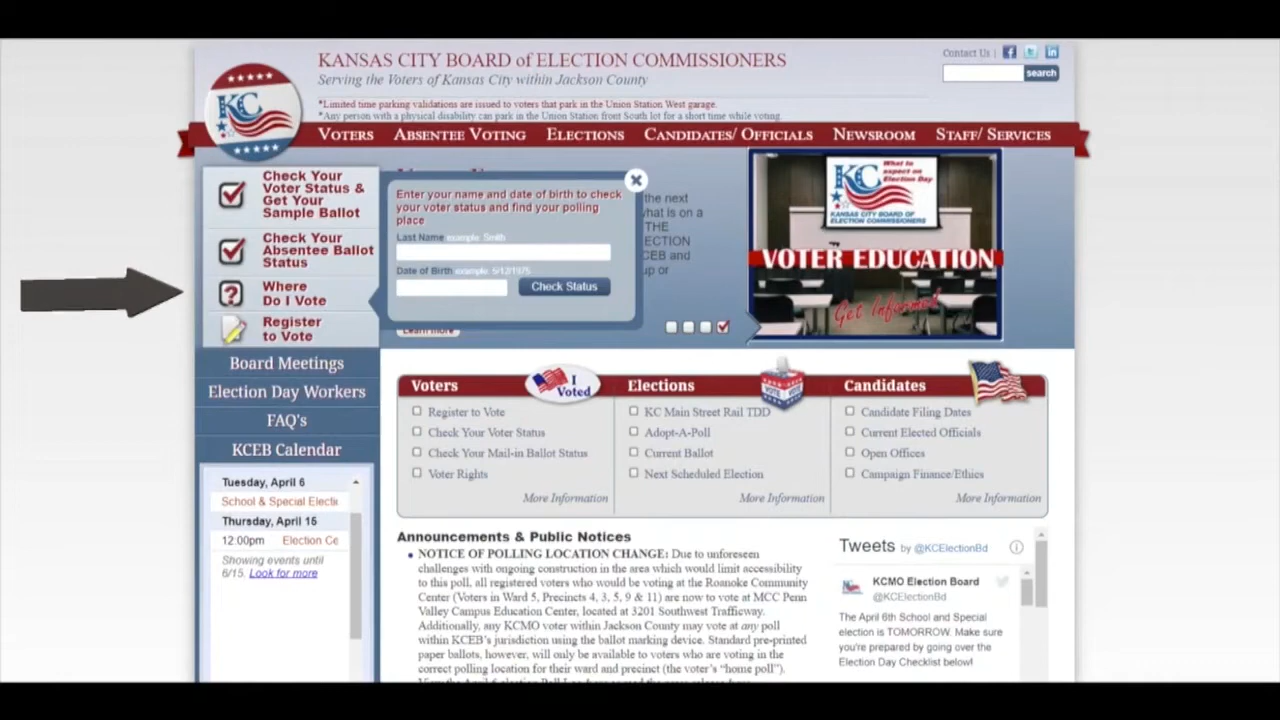 KANSAS CITY BOARD of ELECTION COMMISSIONERS
Serving the Voters of Kansas City within Jackson County
Contact Us |
search
*Limited time parking validations are issued to voters that park in the Union Station West garage.
*Any person with a physical disability can park in the Union Station front South lot for a short time while voting.
KC
VOTERS ABSENTEE VOTING ELECTIONS CANDIDATES/ OFFICIALS NEWSROOM STAFF/ SERVICES
Check Your
Voter Status &
Get Your
Sample Ballot
Check Your
Absentee Ballot
Status
Where
Do I Vote
Register
to Vote
Enter your name and date of birth to check
your voter status and find your polling
place
Last Name example: Smith
Date of Birth example: 5/12/1975
Check Status
the next
what is on a
THE
ECTION
CEB and
up or
Learn more
KC
What to
expect on
Election Day
KANSAS CITY BOARD OF
ELECTION COMMISSIONERS
VOTER EDUCATION
Get Informed
Board Meetings
Election Day Workers
FAQ's
KCEB Calendar
Tuesday, April 6
School & Special Electi
Thursday, April 15
12:00pm Election Ce
Showing events until
6/15. Look for more
Voters
I Voted
Register to Vote
Check Your Voter Status
Check Your Mail-in Ballot Status
Voter Rights
More Information
Elections
VOTE VOTE
KC Main Street Rail TDD
Adopt-A-Poll
Current Ballot
Next Scheduled Election
More Information
Candidates
Candidate Filing Dates
Current Elected Officials
Open Offices
Campaign Finance/Ethics
More Information
Announcements & Public Notices
NOTICE OF POLLING LOCATION CHANGE: Due to unforeseen
challenges with ongoing construction in the area which would limit accessibility
to this poll, all registered voters who would be voting at the Roanoke Community
Center (Voters in Ward 5, Precincts 4, 3, 5, 9 & 11) are now to vote at MCC Penn
Valley Campus Education Center, located at 3201 Southwest Trafficway.
Additionally, any KCMO voter within Jackson County may vote at any poll
within KCEB's jurisdiction using the ballot marking device. Standard pre-printed
paper ballots, however, will only be available to voters who are voting in the
correct polling location for their ward and precinct (the voter's "home poll").
Tweets by @KCElectionBd
KCMO Election Board
@KCElectionBd
The April 6th School and Special
election is TOMORROW. Make sure
you're prepared by going over the
Election Day Checklist below!